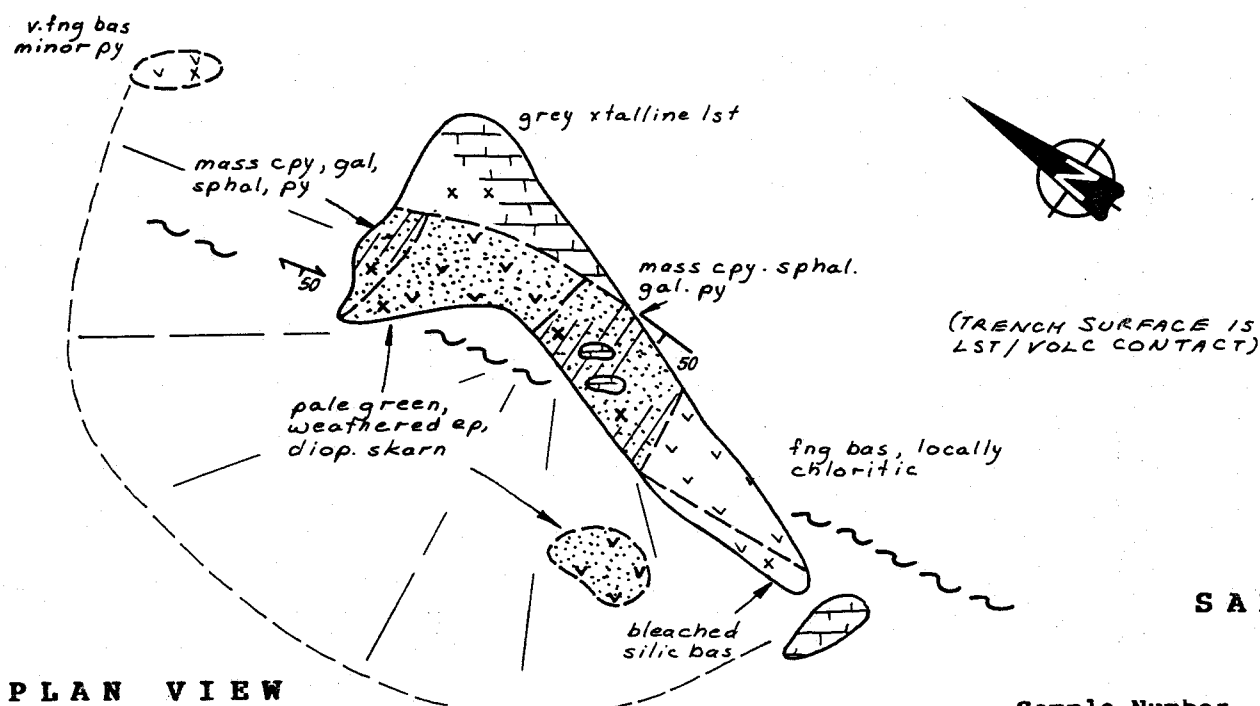 v.fng bas
minor py
grey xtalline lst
mass cpy, gal,
sphal, py
50
mass cpy. sphal.
gal. py
50
(TRENCH SURFACE IS
LST/VOLC CONTACT)
N
pale green,
weathered ep,
diop. skarn
fng bas, locally
chloritic
bleached
silic bas
PLAN VIEW